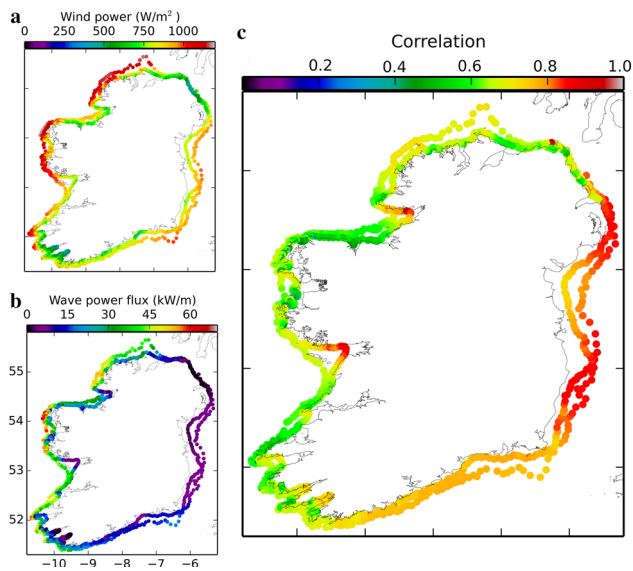 a
Wind power (W/m²)
0 250 500 750 1000
b
Wave power flux (kW/m)
0 15 30 45 60
55
54
53
52
−10 −9 −8 −7 −6
c
Correlation
0.2 0.4 0.6 0.8 1.0